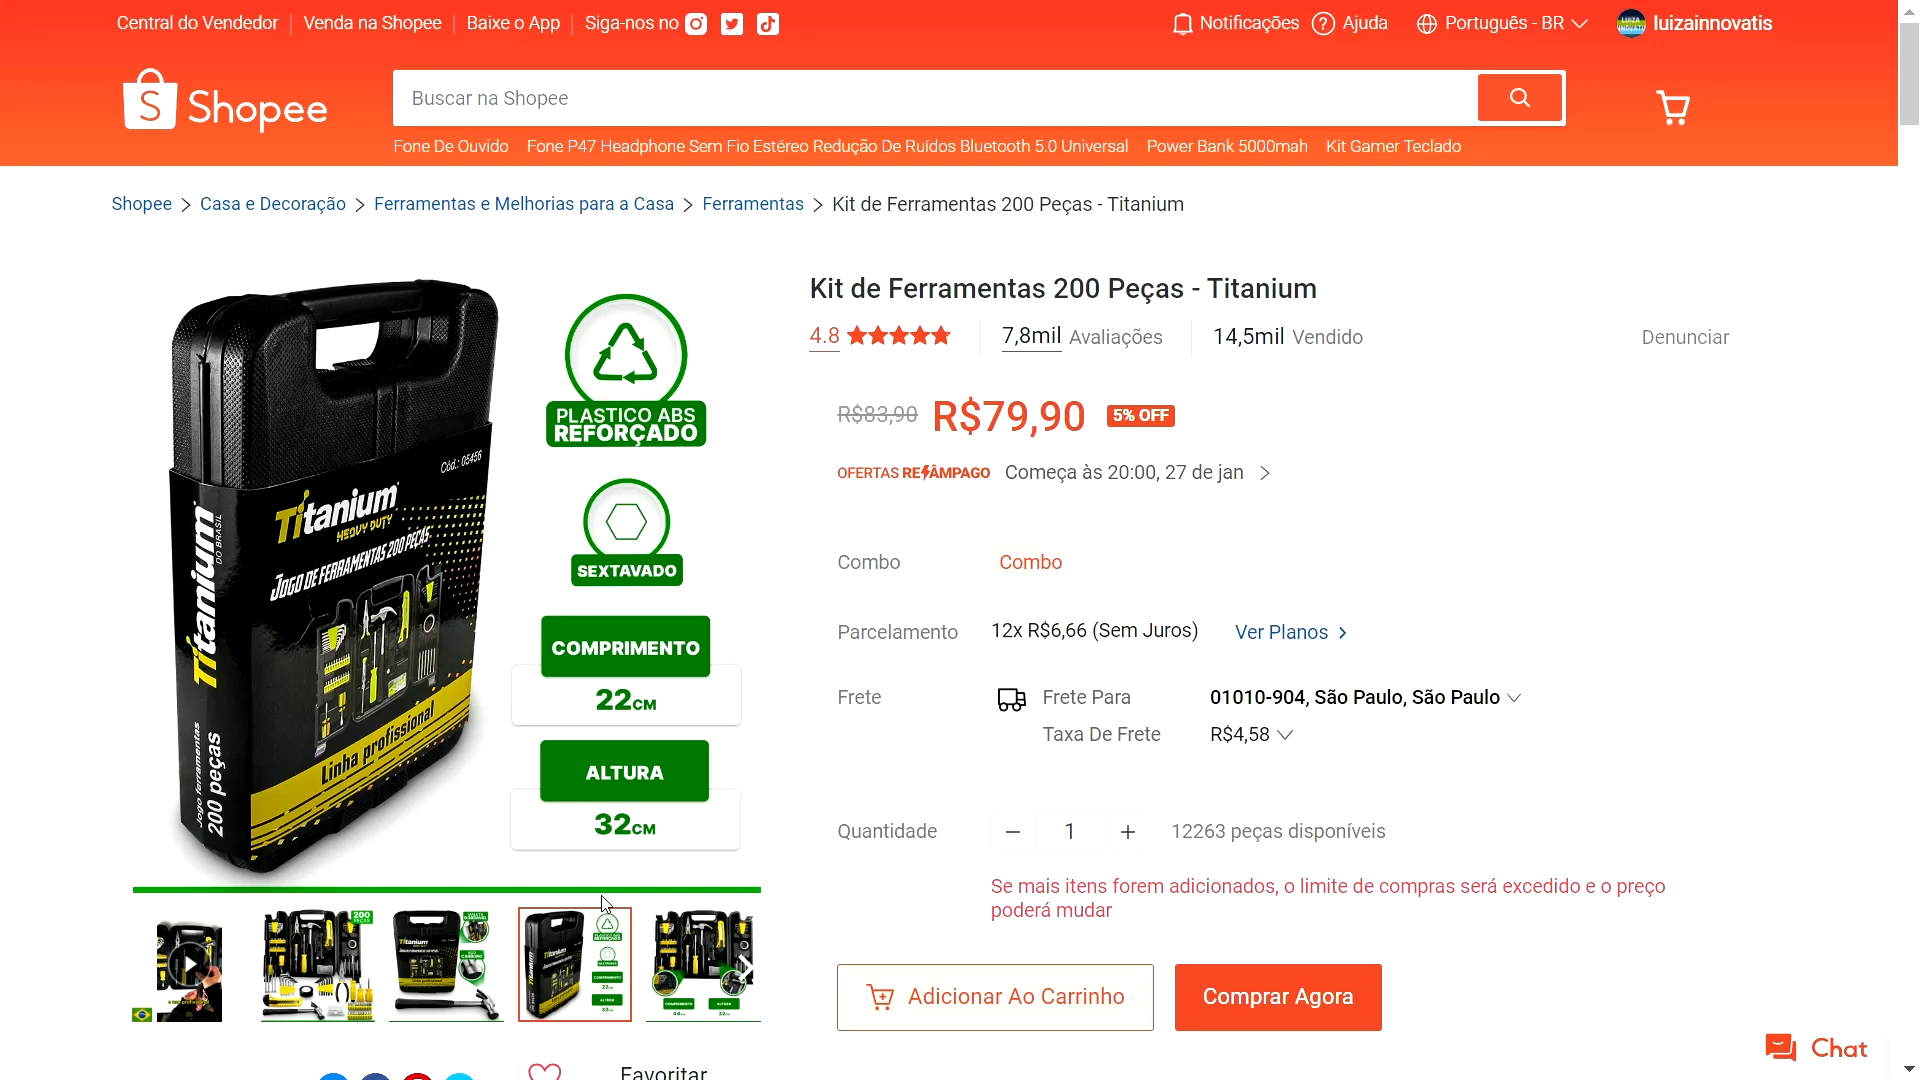 Central do Vendedor
Venda na Shopee
Baixe o App
Siga-nos no
Notificações
Ajuda
Português - BR
luizainnovatis
Shopee
Buscar na Shopee
Fone De Ouvido
Fone P47 Headphone Sem Fio Estéreo Redução De Ruídos Bluetooth 5.0 Universal
Power Bank 5000mah
Kit Gamer Teclado
Shopee > Casa e Decoração > Ferramentas e Melhorias para a Casa > Ferramentas > Kit de Ferramentas 200 Peças - Titanium
Cód.: 05456
Titanium
HEAVY DUTY
JOGO DE FERRAMENTAS 200 PEÇAS
Linha profissional
Titanium
DO BRASIL
Jogo ferramentas
200 peças
PLASTICO ABS
REFORÇADO
SEXTAVADO
COMPRIMENTO
22CM
ALTURA
32CM
Kit de Ferramentas 200 Peças - Titanium
4.8
7,8mil Avaliações
14,5mil Vendido
Denunciar
R$83,90 R$79,90 5% OFF
OFERTAS RELÂMPAGO Começa às 20:00, 27 de jan
Combo Combo
Parcelamento 12x R$6,66 (Sem Juros) Ver Planos
Frete Frete Para 01010-904, São Paulo, São Paulo
Taxa De Frete R$4,58
Quantidade − 1 + 12263 peças disponíveis
Se mais itens forem adicionados, o limite de compras será excedido e o preço
poderá mudar
Adicionar Ao Carrinho
Comprar Agora
Chat
Favoritar